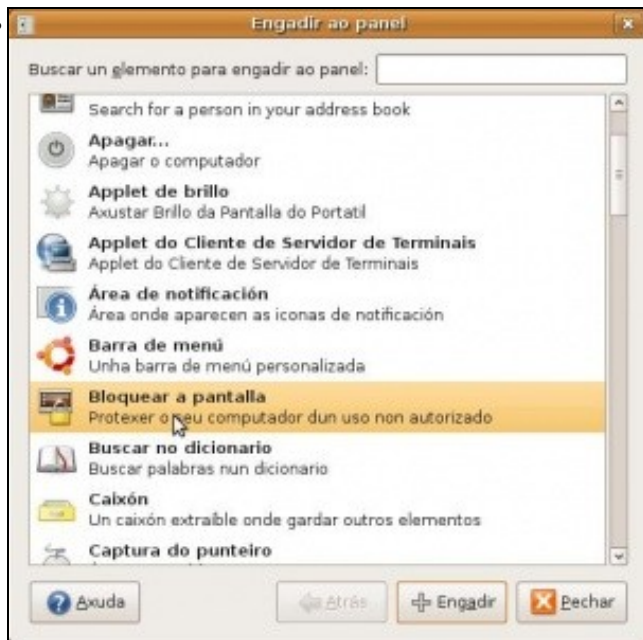 Engadir ao panel
Buscar un elemento para engadir ao panel:
Search for a person in your address book
Apagar...
Apagar o computador
Applet de brillo
Axustar Brillo da Pantalla do Portatil
Applet do Cliente de Servidor de Terminais
Applet do Cliente de Servidor de Terminais
Área de notificación
Área onde aparecen as iconas de notificación
Barra de menú
Unha barra de menú personalizada
Bloquear a pantalla
Protexer o seu computador dun uso non autorizado
Buscar no dicionario
Buscar palabras nun dicionario
Caixón
Un caixón extraíble onde gardar outros elementos
Captura do punteiro
Axuda
Atrás
Engadir
Pechar